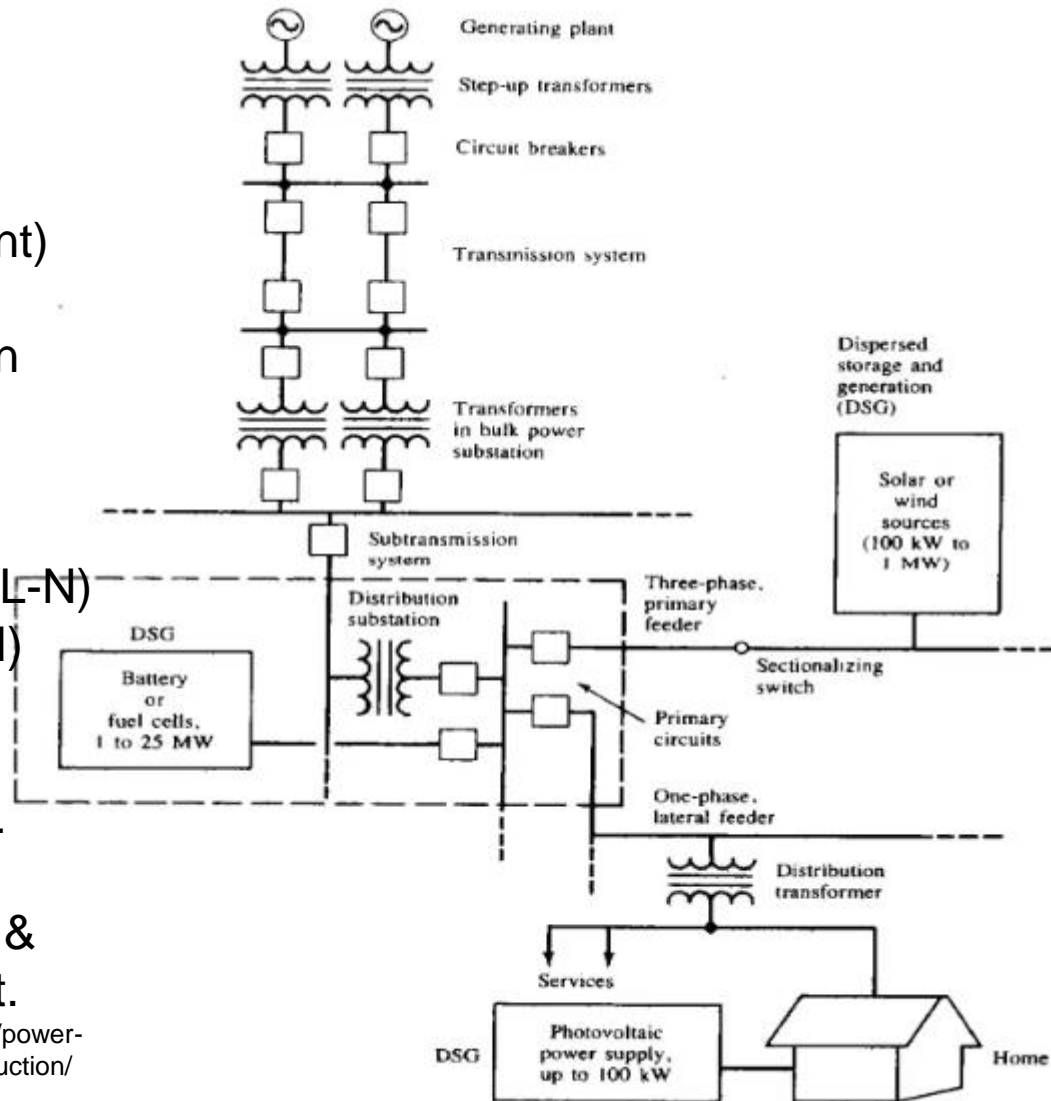 Generating plant
Step-up transformers
Circuit breakers
nt)
Transmission system
n
Dispersed
storage and
generation
(DSG)
Transformers
in bulk power
substation
Solar or
wind
sources
(100 kW to
1 MW)
Subtransmission
system
L-N)
Distribution
substation
Three-phase,
primary
feeder
DSG
l)
Battery
or
fuel cells,
1 to 25 MW
Sectionalizing
switch
Primary
circuits
One-phase,
lateral feeder
.
Distribution
transformer
&
t.
Services
/power-
uction/
DSG
Photovoltaic
power supply,
up to 100 kW
Home